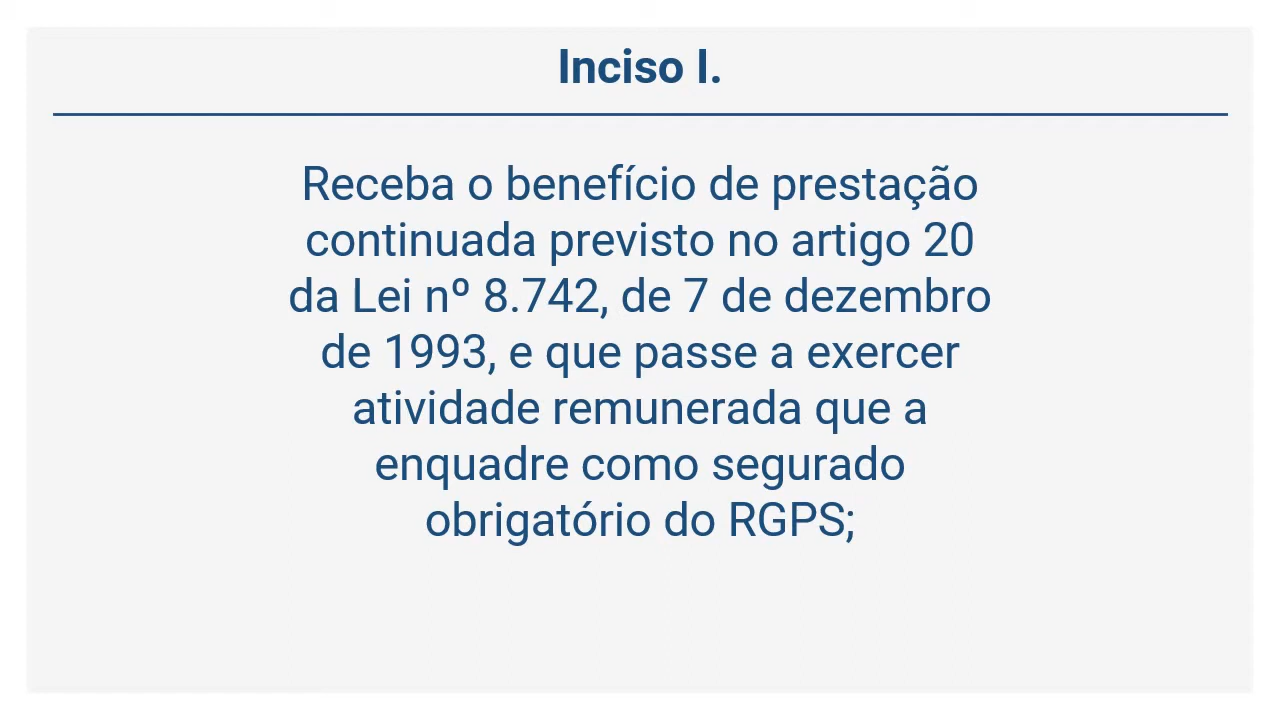 Inciso I.
Receba o benefício de prestação
continuada previsto no artigo 20
da Lei nº 8.742, de 7 de dezembro
de 1993, e que passe a exercer
atividade remunerada que a
enquadre como segurado
obrigatório do RGPS;